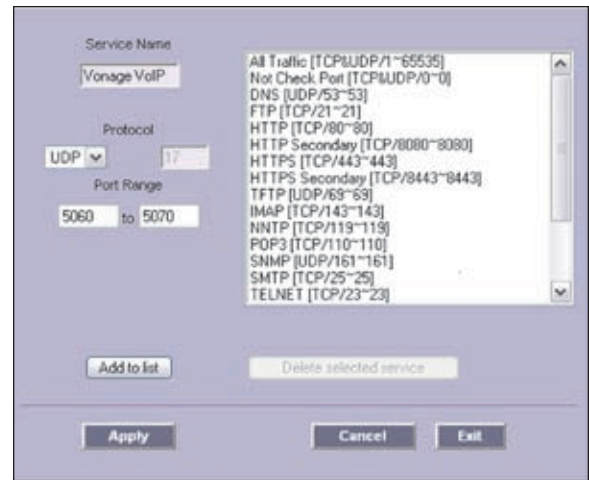 Service Name
Vonage VoIP
Protocol
UDP
17
Port Range
5060 to 5070
All Traffic [TCP&UDP/1~65535]
Not Check Port [TCP&UDP/0~0]
DNS [UDP/53~53]
FTP [TCP/21~21]
HTTP [TCP/80~80]
HTTP Secondary [TCP/8080~8080]
HTTPS [TCP/443~443]
HTTPS Secondary [TCP/8443~8443]
TFTP [UDP/69~69]
IMAP [TCP/143~143]
NNTP [TCP/119~119]
POP3 [TCP/110~110]
SNMP [UDP/161~161]
SMTP [TCP/25~25]
TELNET [TCP/23~23]
Add to list
Delete selected service
Apply
Cancel
Exit